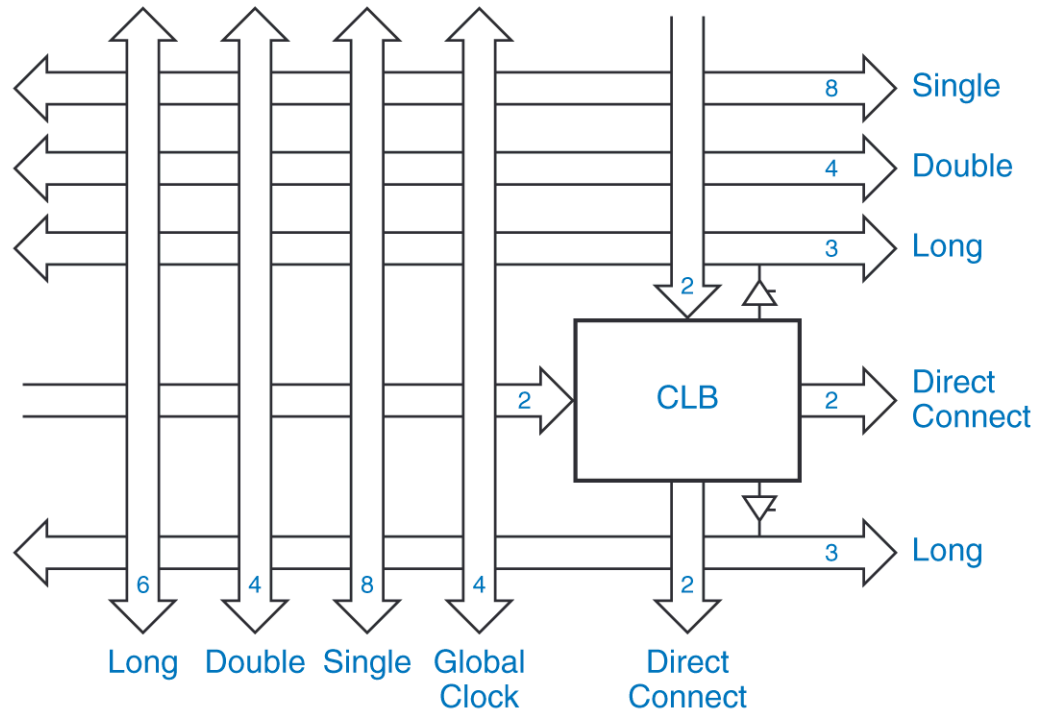 8 Single
4 Double
3 Long
2
2 CLB 2 Direct
Connect
3 Long
6 4 8 4 2
Long Double Single Global Direct
Clock Connect